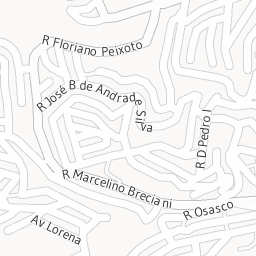 R Floriano Peixoto
R José B de Andrade Silva
R D Pedro I
R Marcelino Breciani
R Osasco
Av Lorena